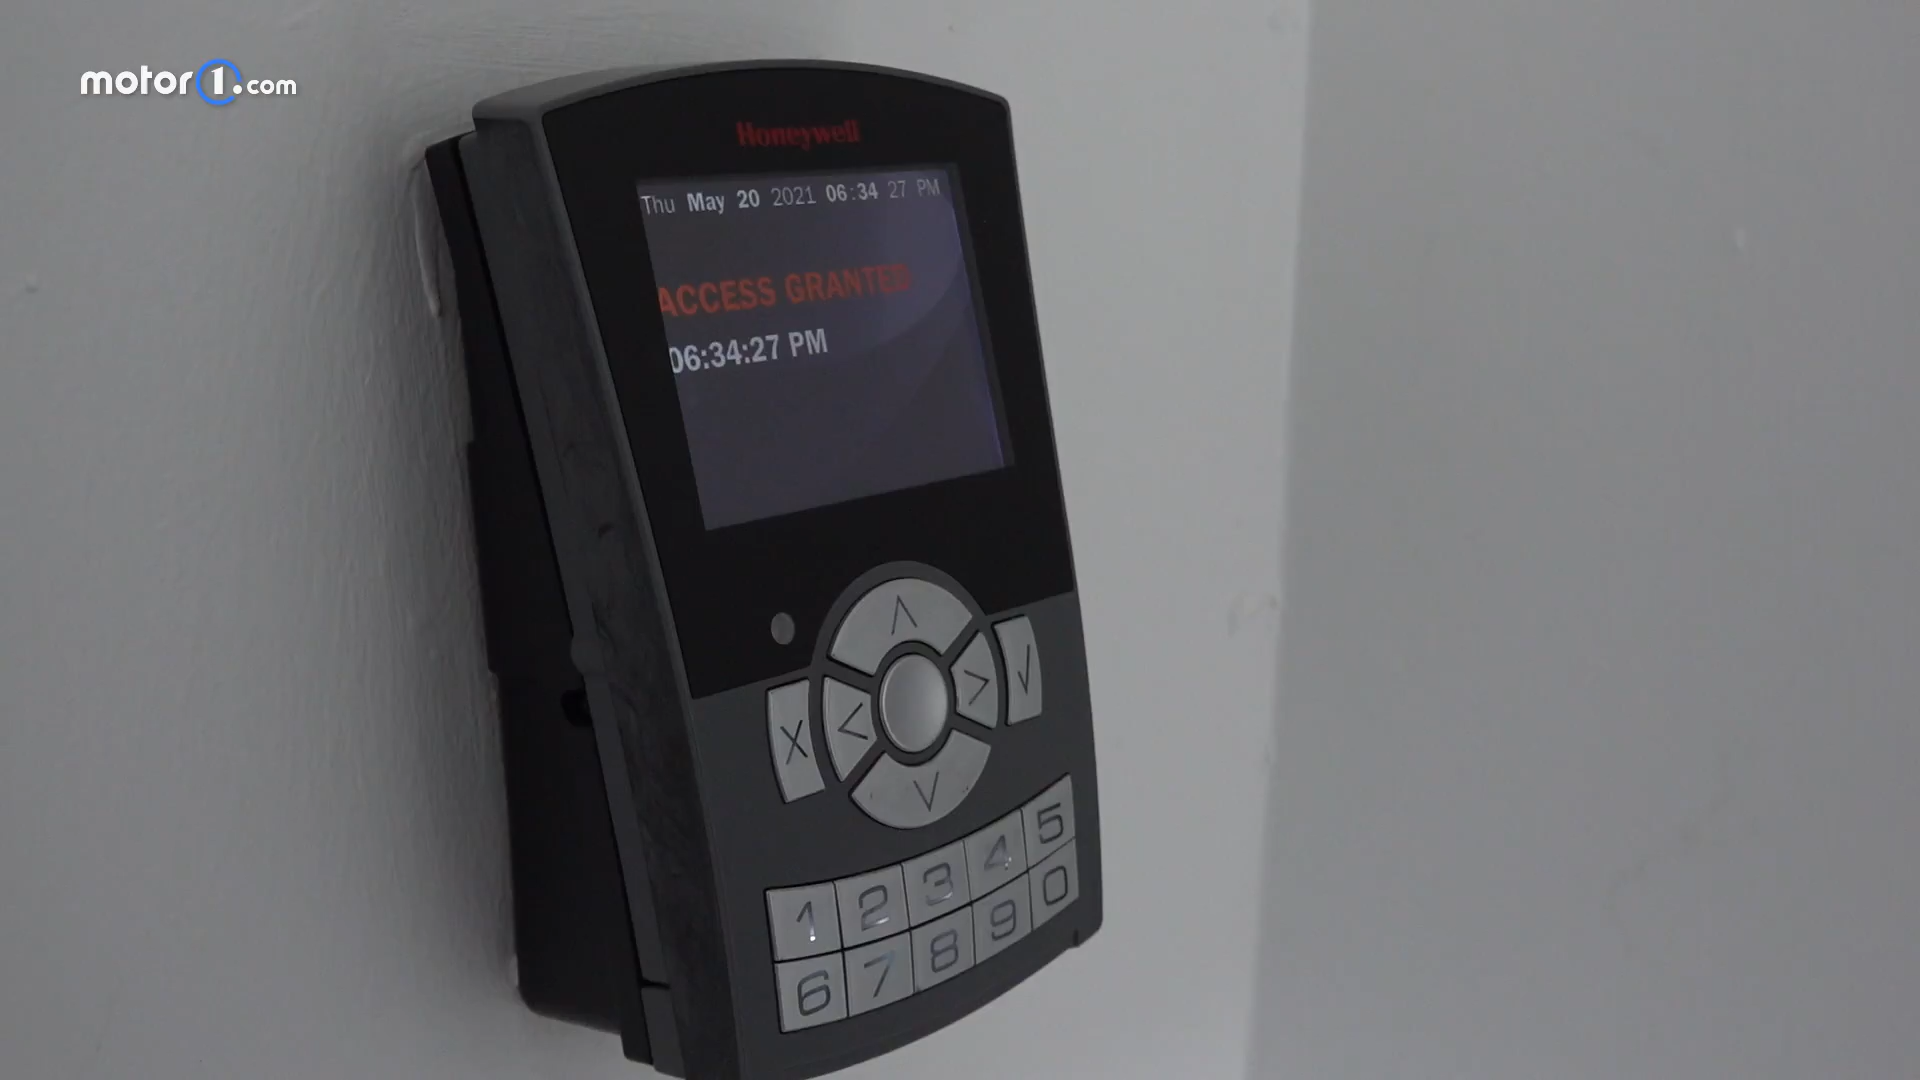 motor1.com
Honeywell
Thu May 20 2021 06:34 27 PM
ACCESS GRANTED
06:34:27 PM
X < > ✓
1 2 3 4 5
6 7 8 9 0